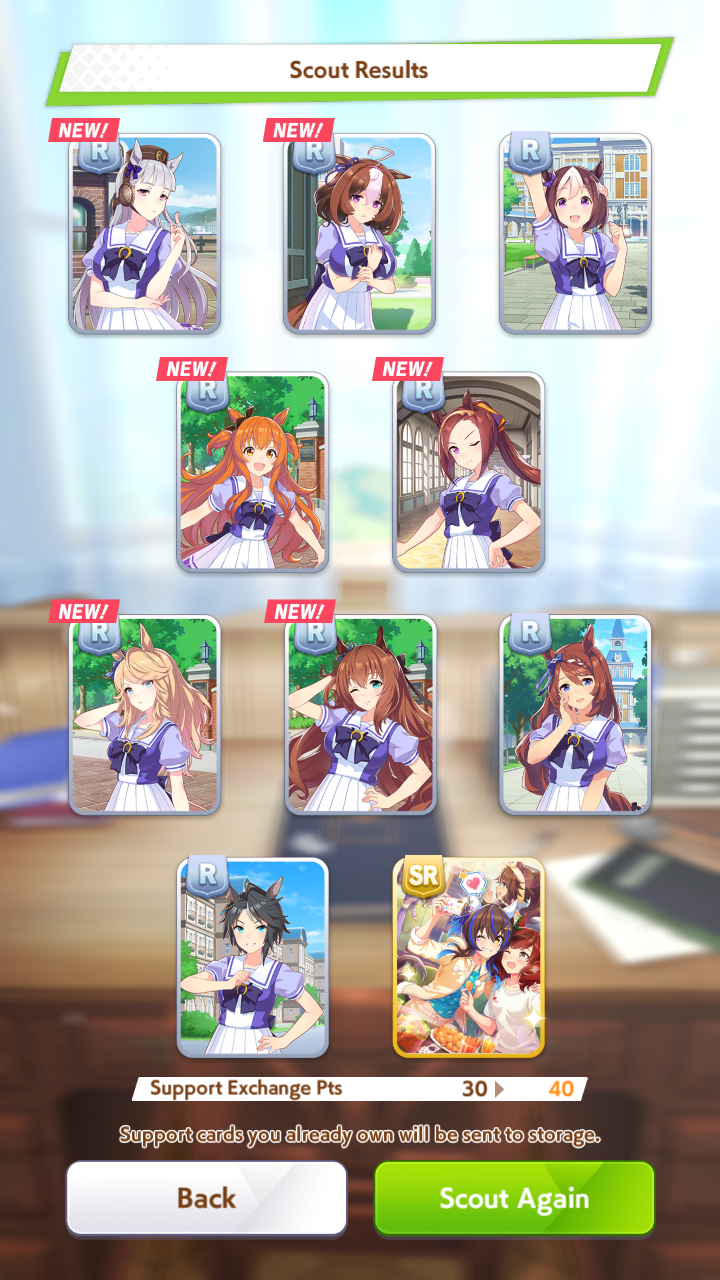 Scout Results
NEW! NEW!
R R R
NEW! NEW!
R R
NEW! NEW!
R R R
R SR
Support Exchange Pts 30 40
Support cards you already own will be sent to storage.
Back Scout Again